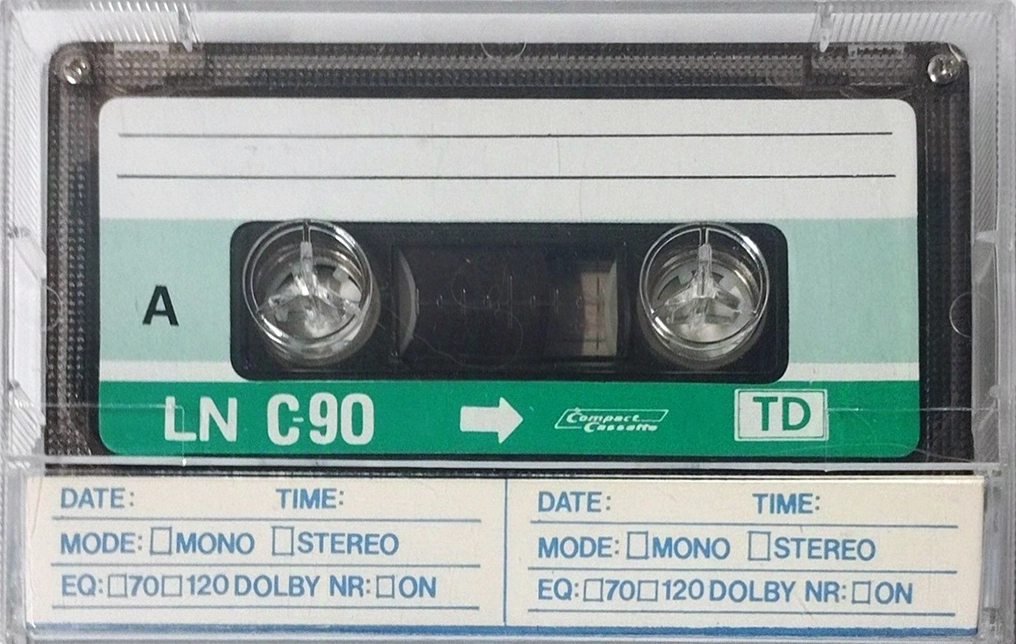 A
LN C-90 Compact Cassette TD
DATE: TIME: DATE: TIME:
MODE: □MONO □STEREO MODE: □MONO □STEREO
EQ: □70□120 DOLBY NR: □ON EQ: □70□120 DOLBY NR: □ON